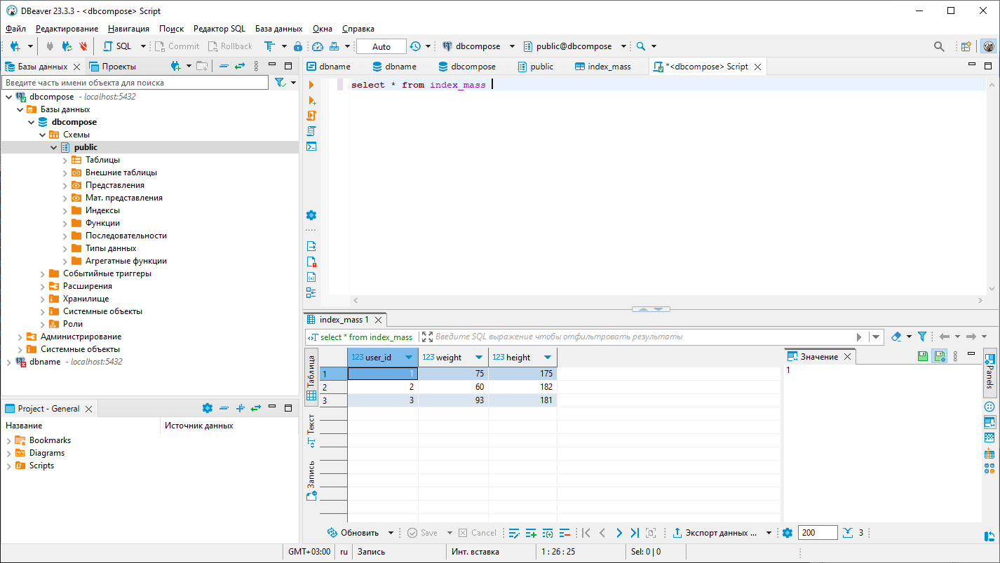 DBeaver 23.3.3 - <dbcompose> Script
Файл Редактирование Навигация Поиск Редактор SQL База данных Окна Справка
SQL Commit Rollback Auto dbcompose public@dbcompose
Базы данных Проекты
Введите часть имени объекта для поиска
dbcompose - localhost:5432
Базы данных
dbcompose
Схемы
public
Таблицы
Внешние таблицы
Представления
Мат. представления
Индексы
Функции
Последовательности
Типы данных
Агрегатные функции
Событийные триггеры
Расширения
Хранилище
Системные объекты
Роли
Администрирование
Системные объекты
dbname - localhost:5432
Project - General
Название Источник данных
Bookmarks
Diagrams
Scripts
dbname dbname dbcompose public index_mass *<dbcompose> Script
select * from index_mass
index_mass 1
select * from index_mass Введите SQL выражение чтобы отфильтровать результаты
Таблица
Текст
Запись
123 user_id 123 weight 123 height
1 1 75 175
2 2 60 182
3 3 93 181
Значение
1
Panels
Обновить Save Cancel Экспорт данных ... 200 3
GMT+03:00 ru Запись Инт. вставка 1 : 26 : 25 Sel: 0 | 0